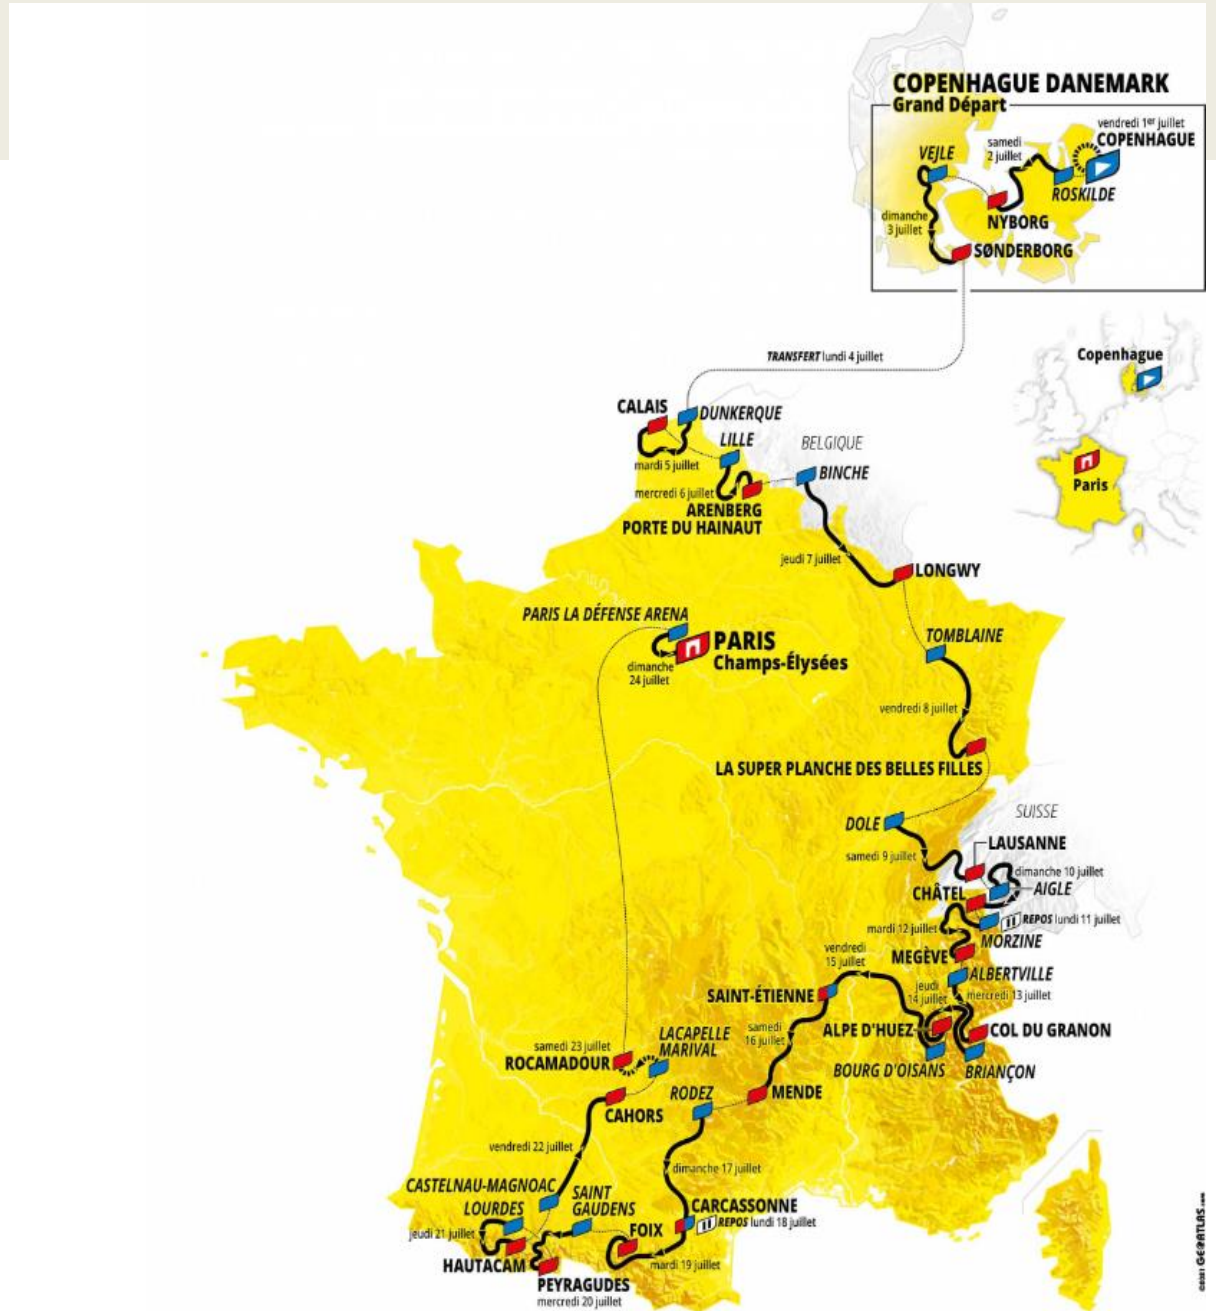 COPENHAGUE DANEMARK
Grand Départ
vendredi 1er juillet
COPENHAGUE
samedi
2 juillet
VEJLE
ROSKILDE
NYBORG
dimanche
3 juillet
SØNDERBORG
TRANSFERT lundi 4 juillet
Copenhague
Paris
CALAIS
DUNKERQUE
LILLE
mardi 5 juillet
BELGIQUE
BINCHE
mercredi 6 juillet
ARENBERG
PORTE DU HAINAUT
jeudi 7 juillet
LONGWY
PARIS LA DÉFENSE ARENA
PARIS
Champs-Élysées
dimanche
24 juillet
TOMBLAINE
vendredi 8 juillet
LA SUPER PLANCHE DES BELLES FILLES
DOLE
SUISSE
LAUSANNE
samedi 9 juillet
dimanche 10 juillet
AIGLE
CHÂTEL
REPOS lundi 11 juillet
mardi 12 juillet
MORZINE
MEGÈVE
vendredi
15 juillet
ALBERTVILLE
jeudi
14 juillet
mercredi 13 juillet
SAINT-ÉTIENNE
samedi
16 juillet
ALPE D'HUEZ
COL DU GRANON
BOURG D'OISANS
BRIANÇON
LACAPELLE
MARIVAL
samedi 23 juillet
ROCAMADOUR
RODEZ
MENDE
CAHORS
vendredi 22 juillet
dimanche 17 juillet
CASTELNAU-MAGNOAC
SAINT
GAUDENS
LOURDES
CARCASSONNE
REPOS lundi 18 juillet
jeudi 21 juillet
FOIX
HAUTACAM
mardi 19 juillet
PEYRAGUDES
mercredi 20 juillet
©2021 GEOATLAS.com